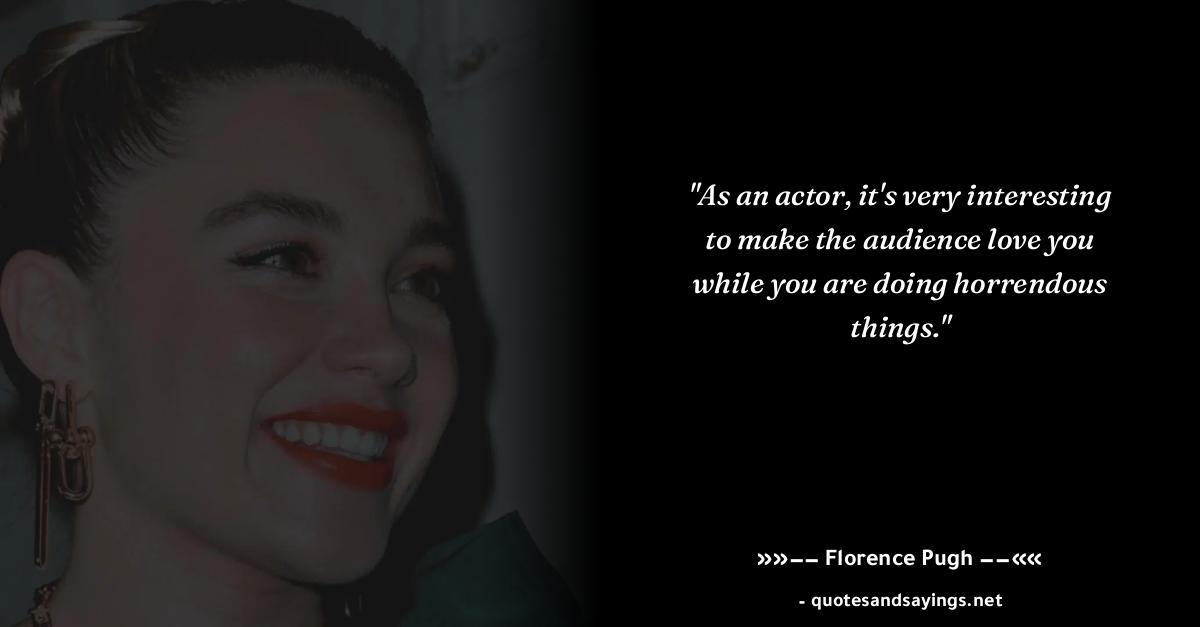 "As an actor, it's very interesting
to make the audience love you
while you are doing horrendous
things."
»»–– Florence Pugh ––««
- quotesandsayings.net